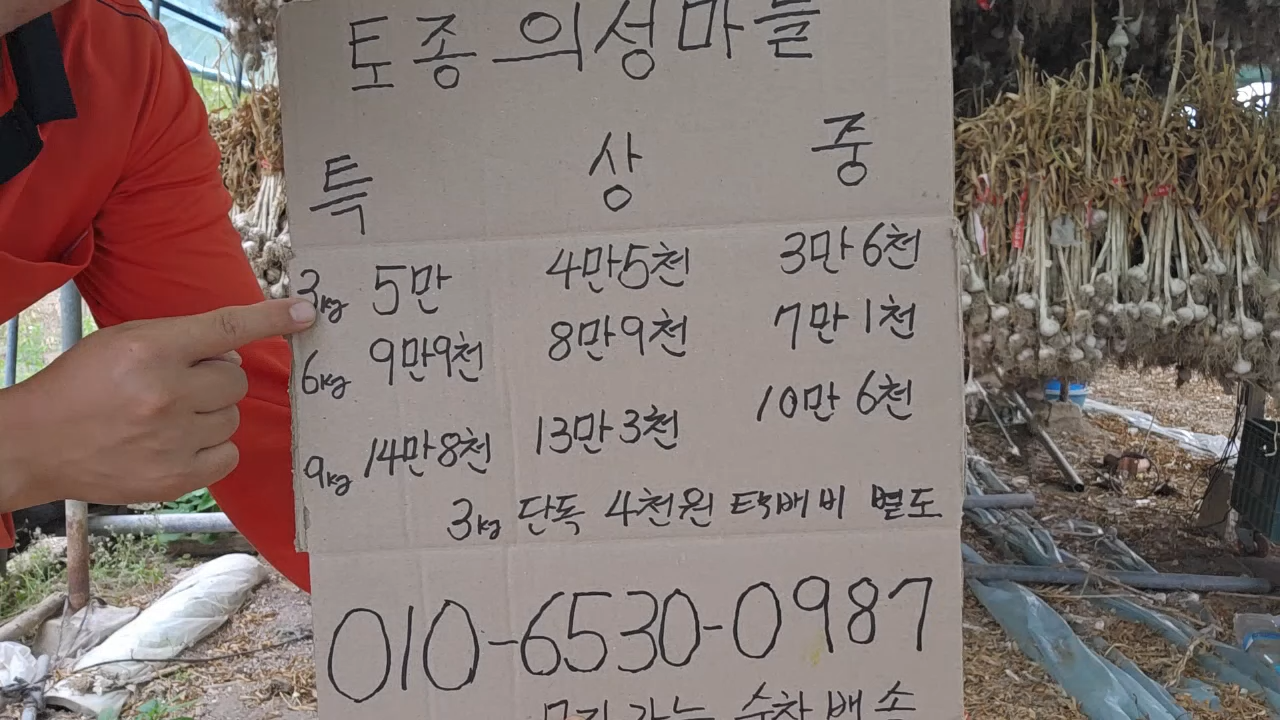 토종 의성마늘
특 상 중
3kg 5만 4만5천 3만6천
6kg 9만9천 8만9천 7만1천
9kg 14만8천 13만3천 10만6천
3kg 단독 4천원 택배비 별도
010-6530-0987